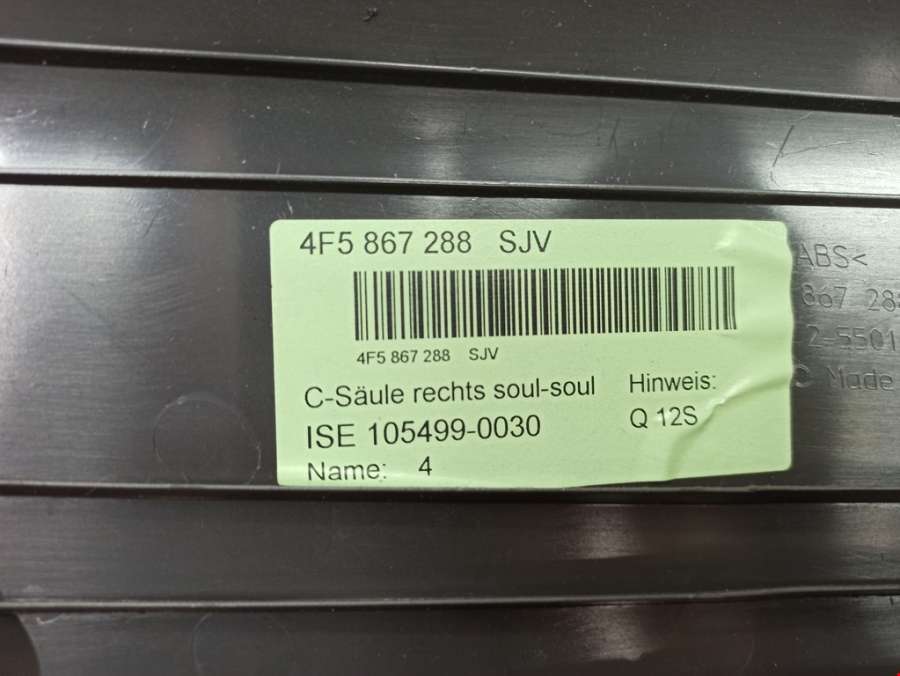 4F5 867 288 SJV
4F5 867 288 SJV
C-Säule rechts soul-soul
Hinweis:
ISE 105499-0030
Q 12S
Name: 4
ABS<
867 288
2-5501
Made